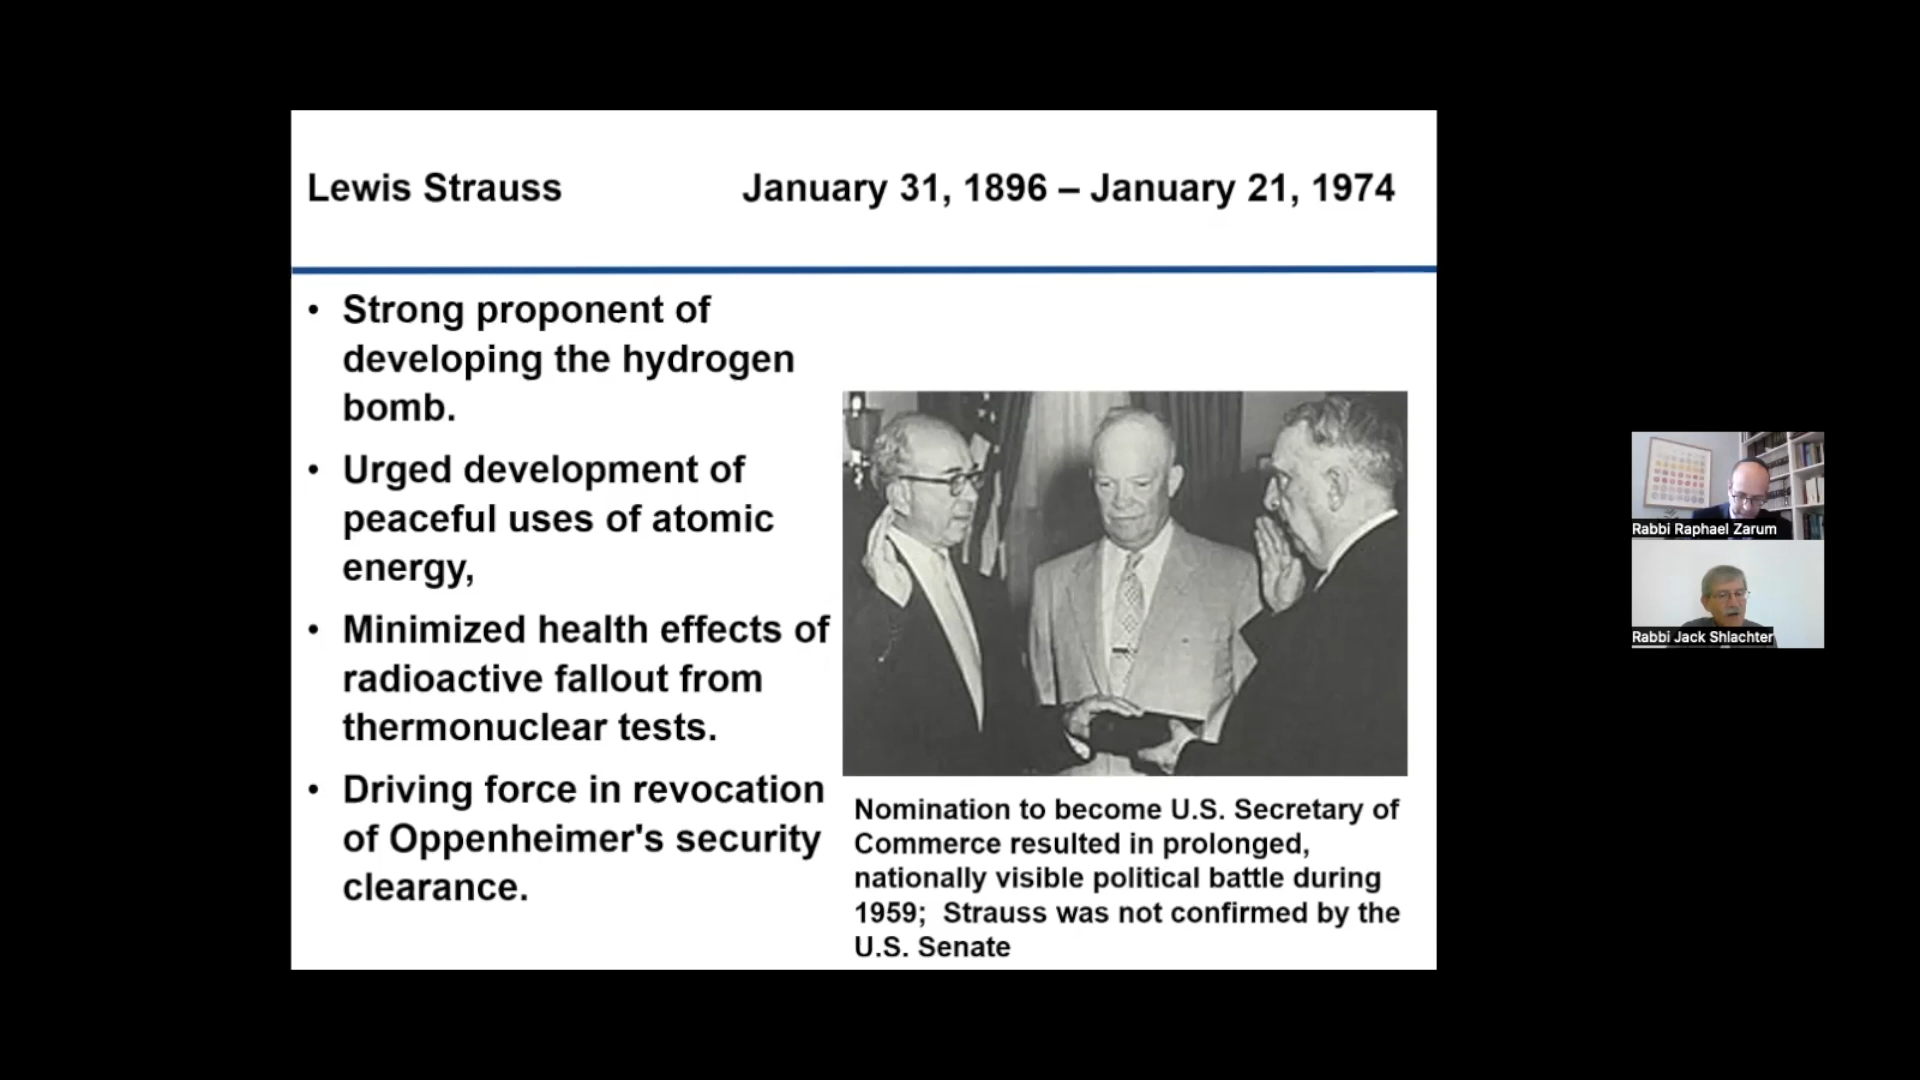 Lewis Strauss
January 31, 1896 – January 21, 1974
• Strong proponent of
developing the hydrogen
bomb.
• Urged development of
peaceful uses of atomic
energy,
• Minimized health effects of
radioactive fallout from
thermonuclear tests.
• Driving force in revocation
of Oppenheimer's security
clearance.
Nomination to become U.S. Secretary of
Commerce resulted in prolonged,
nationally visible political battle during
1959; Strauss was not confirmed by the
U.S. Senate
Rabbi Raphael Zarum
Rabbi Jack Shlachter